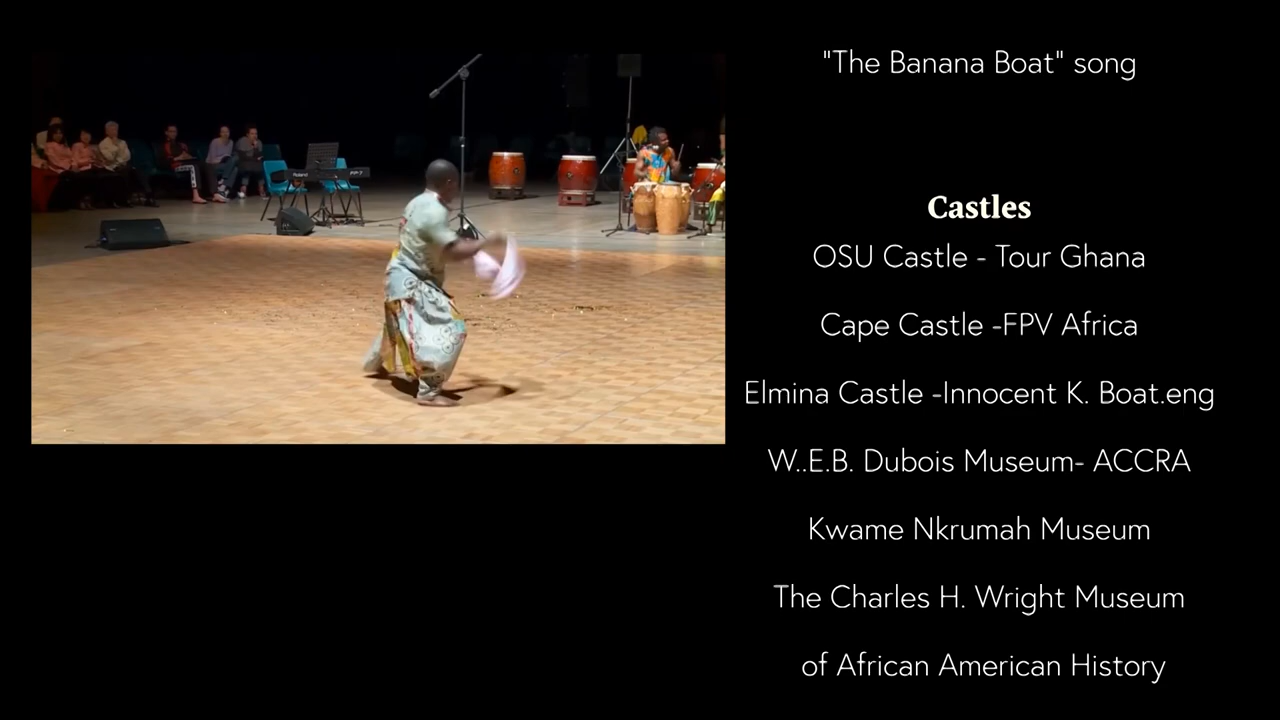 "The Banana Boat" song
Castles
OSU Castle - Tour Ghana
Cape Castle -FPV Africa
Elmina Castle -Innocent K. Boat.eng
W..E.B. Dubois Museum- ACCRA
Kwame Nkrumah Museum
The Charles H. Wright Museum
of African American History
Roland